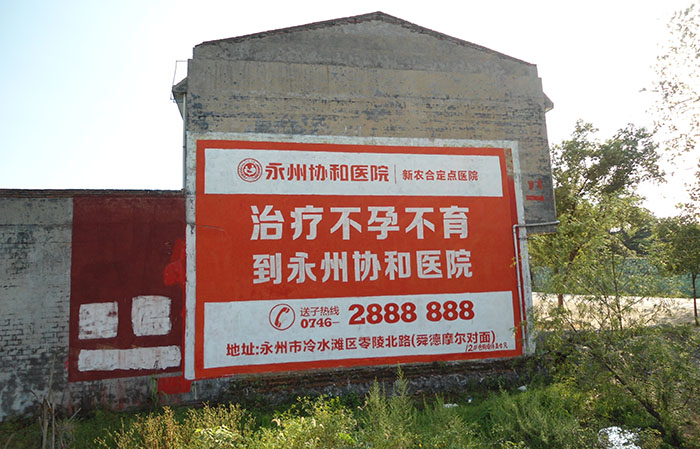 永州协和医院 新农合定点医院
治疗不孕不育
到永州协和医院
送子热线
0746— 2888 888
地址:永州市冷水滩区零陵北路(舜德摩尔对面)